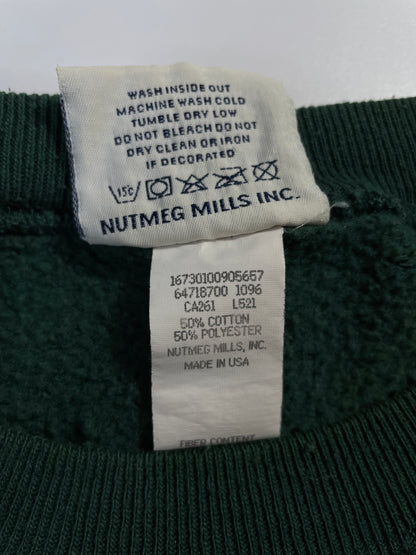 WASH INSIDE OUT
MACHINE WASH COLD
TUMBLE DRY LOW
DO NOT BLEACH DO NOT
DRY CLEAN OR IRON
IF DECORATED
15C
NUTMEG MILLS INC.
16730100905657
64718700 1096
CA261 L521
50% COTTON
50% POLYESTER
NUTMEG MILLS, INC.
MADE IN USA
FIBER CONTENT